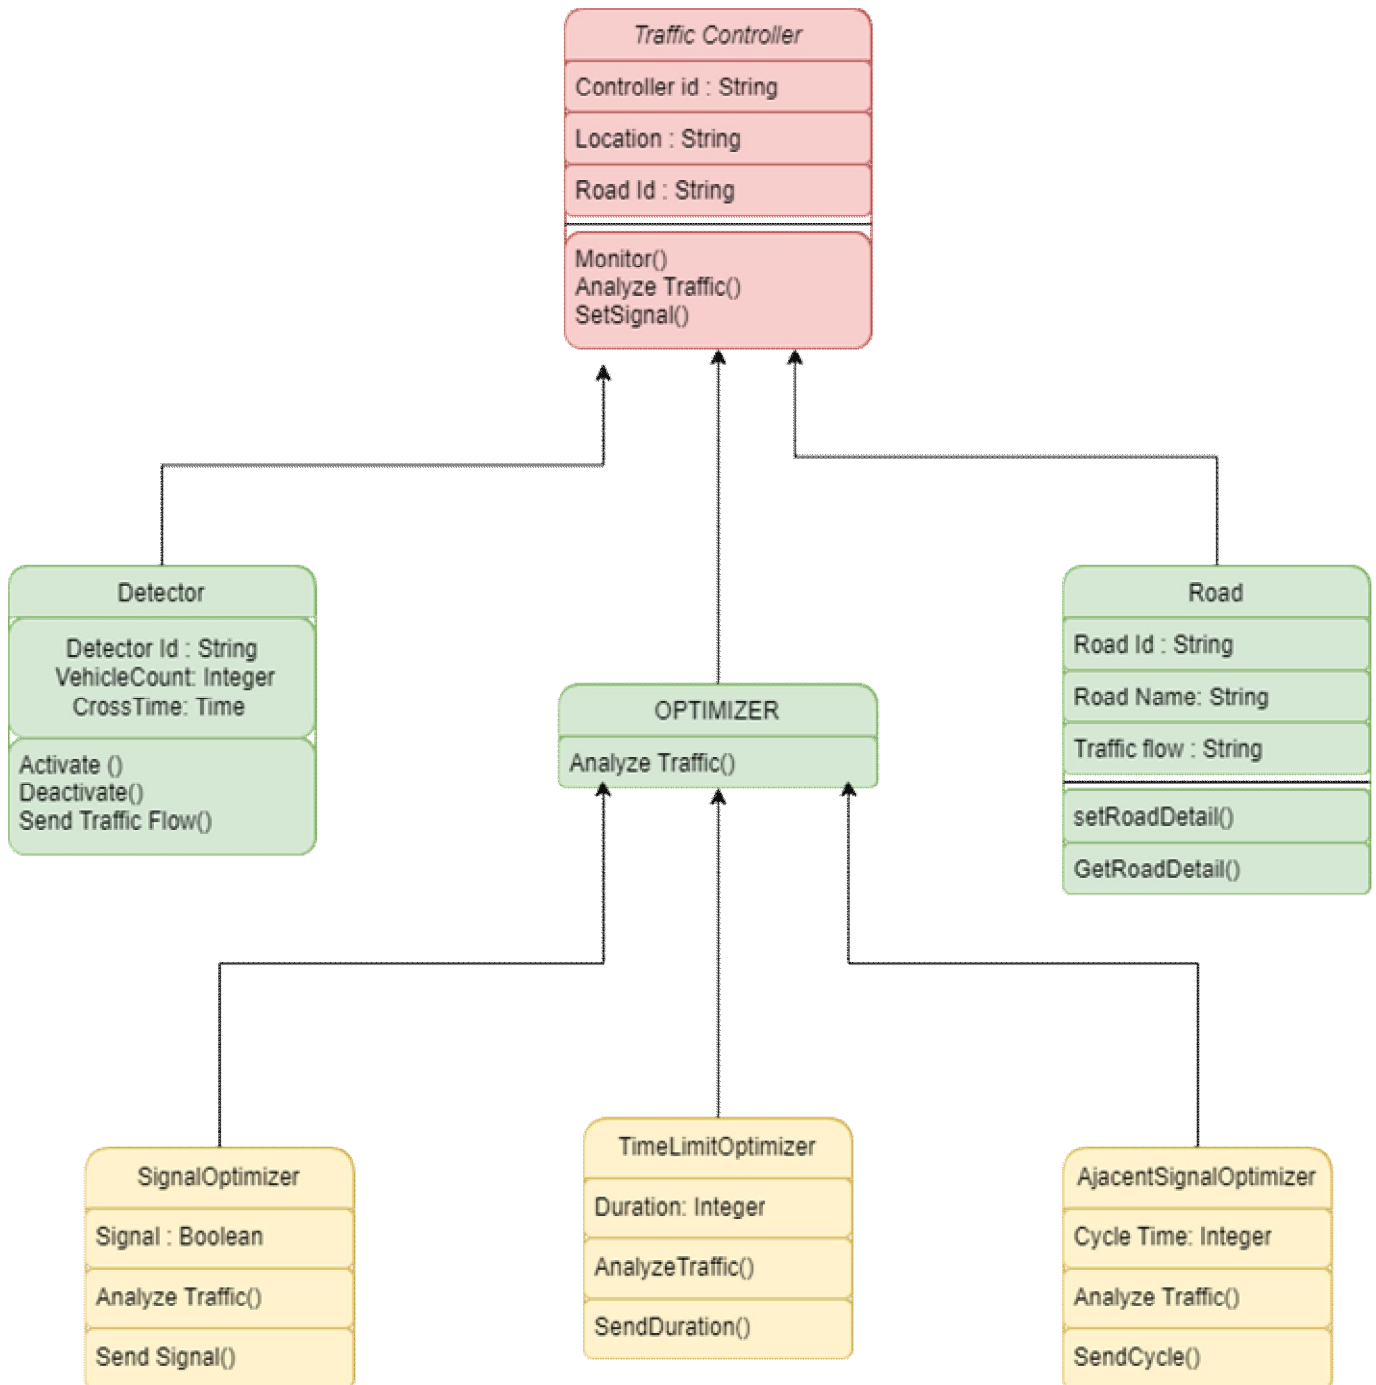 Traffic Controller
Controller id : String
Location : String
Road Id : String
Monitor()
Analyze Traffic()
SetSignal()
Detector
Detector Id : String
VehicleCount: Integer
CrossTime: Time
Activate ()
Deactivate()
Send Traffic Flow()
OPTIMIZER
Analyze Traffic()
Road
Road Id : String
Road Name: String
Traffic flow : String
setRoadDetail()
GetRoadDetail()
SignalOptimizer
Signal : Boolean
Analyze Traffic()
Send Signal()
TimeLimitOptimizer
Duration: Integer
AnalyzeTraffic()
SendDuration()
AjacentSignalOptimizer
Cycle Time: Integer
Analyze Traffic()
SendCycle()